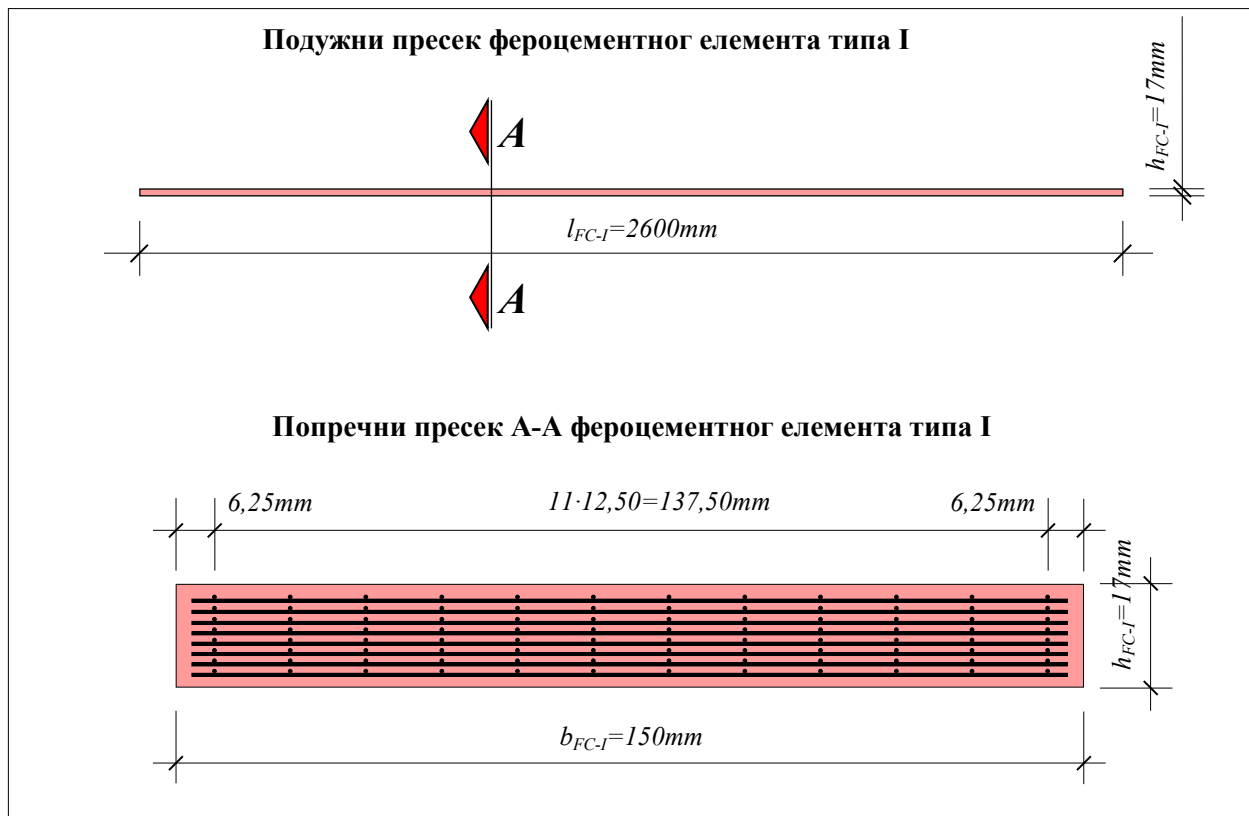 Подужни пресек фероцементног елемента типа I
h_FC-I=17mm
A
l_FC-I=2600mm
A
Попречни пресек А-А фероцементног елемента типа I
6,25mm
11·12,50=137,50mm
6,25mm
h_FC-I=17mm
b_FC-I=150mm